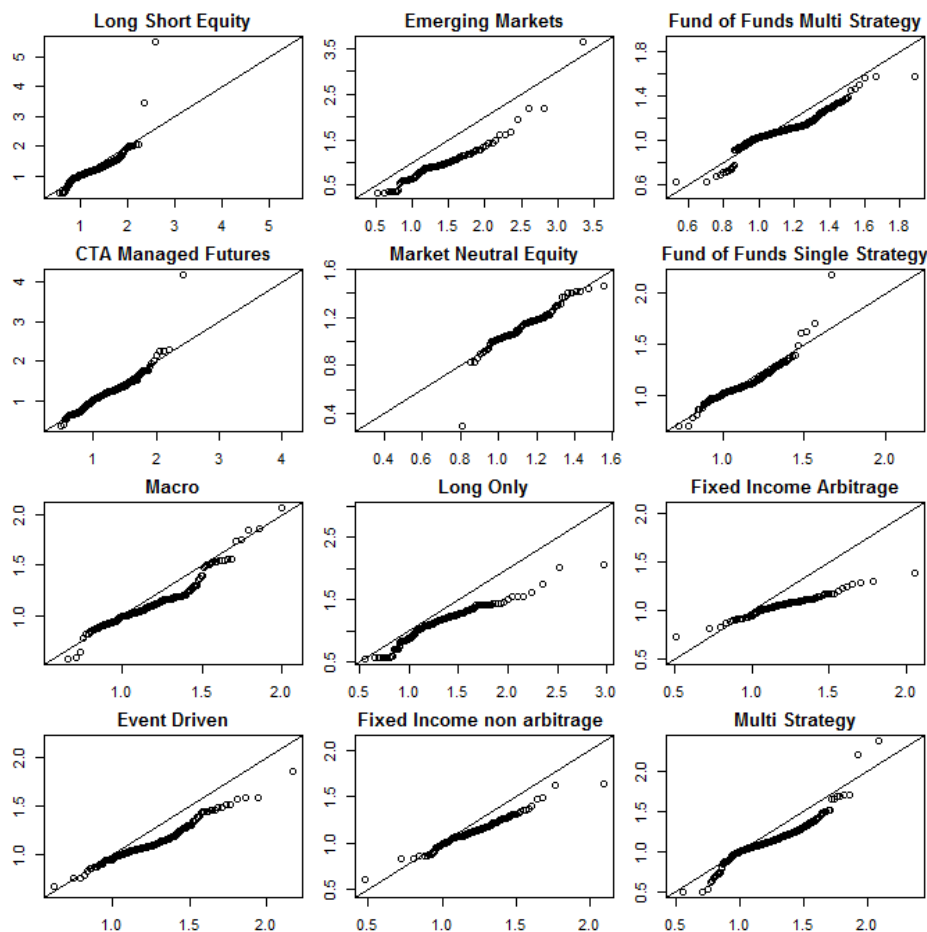 Long Short Equity
Emerging Markets
Fund of Funds Multi Strategy
5
4
3
2
1
1 2 3 4 5
3.5
2.5
1.5
0.5
0.5 1.0 1.5 2.0 2.5 3.0 3.5
1.8
1.4
1.0
0.6
0.6 0.8 1.0 1.2 1.4 1.6 1.8
CTA Managed Futures
Market Neutral Equity
Fund of Funds Single Strategy
4
3
2
1
1 2 3 4
1.6
1.2
0.8
0.4
0.4 0.6 0.8 1.0 1.2 1.4 1.6
2.0
1.5
1.0
1.0 1.5 2.0
Macro
Long Only
Fixed Income Arbitrage
2.0
1.5
1.0
1.0 1.5 2.0
2.5
1.5
0.5
0.5 1.0 1.5 2.0 2.5 3.0
2.0
1.5
1.0
0.5
0.5 1.0 1.5 2.0
Event Driven
Fixed Income non arbitrage
Multi Strategy
2.0
1.5
1.0
1.0 1.5 2.0
2.0
1.5
1.0
0.5
0.5 1.0 1.5 2.0
2.0
1.5
1.0
0.5
0.5 1.0 1.5 2.0